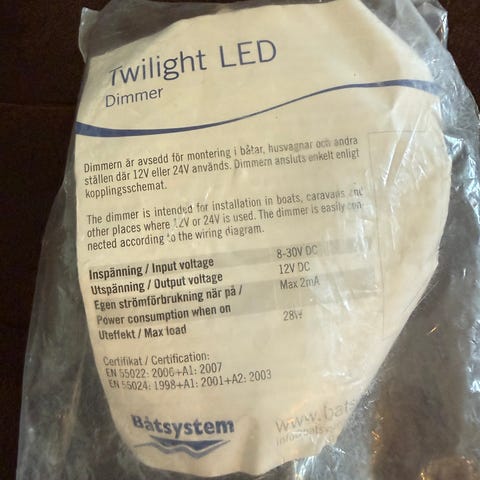 Twilight LED
Dimmer
Dimmern är avsedd för montering i båtar, husvagnar och andra
ställen där 12V eller 24V används. Dimmern ansluts enkelt enligt
kopplingsschemat.
The dimmer is intended for installation in boats, caravans and
other places where 12V or 24V is used. The dimmer is easily con-
nected according to the wiring diagram.
Inspänning / Input voltage 8-30V DC
Utspänning / Output voltage 12V DC
Egen strömförbrukning när på / Max 2mA
Power consumption when on
Uteffekt / Max load 28W
Certifikat / Certification:
EN 55022: 2006+A1: 2007
EN 55024: 1998+A1: 2001+A2: 2003
Båtsystem